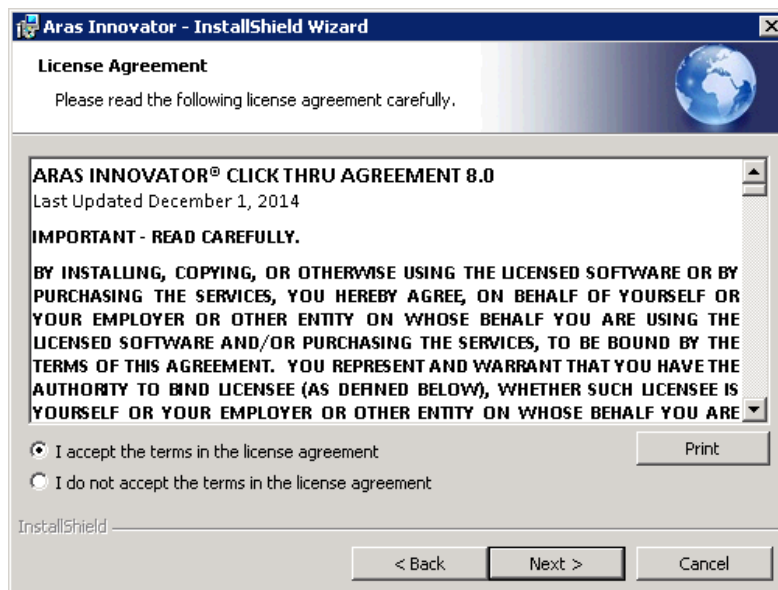 Aras Innovator - InstallShield Wizard
License Agreement
Please read the following license agreement carefully.
ARAS INNOVATOR® CLICK THRU AGREEMENT 8.0
Last Updated December 1, 2014
IMPORTANT - READ CAREFULLY.
BY INSTALLING, COPYING, OR OTHERWISE USING THE LICENSED SOFTWARE OR BY
PURCHASING THE SERVICES, YOU HEREBY AGREE, ON BEHALF OF YOURSELF OR
YOUR EMPLOYER OR OTHER ENTITY ON WHOSE BEHALF YOU ARE USING THE
LICENSED SOFTWARE AND/OR PURCHASING THE SERVICES, TO BE BOUND BY THE
TERMS OF THIS AGREEMENT. YOU REPRESENT AND WARRANT THAT YOU HAVE THE
AUTHORITY TO BIND LICENSEE (AS DEFINED BELOW), WHETHER SUCH LICENSEE IS
YOURSELF OR YOUR EMPLOYER OR OTHER ENTITY ON WHOSE BEHALF YOU ARE
I accept the terms in the license agreement
Print
I do not accept the terms in the license agreement
InstallShield
< Back
Next >
Cancel